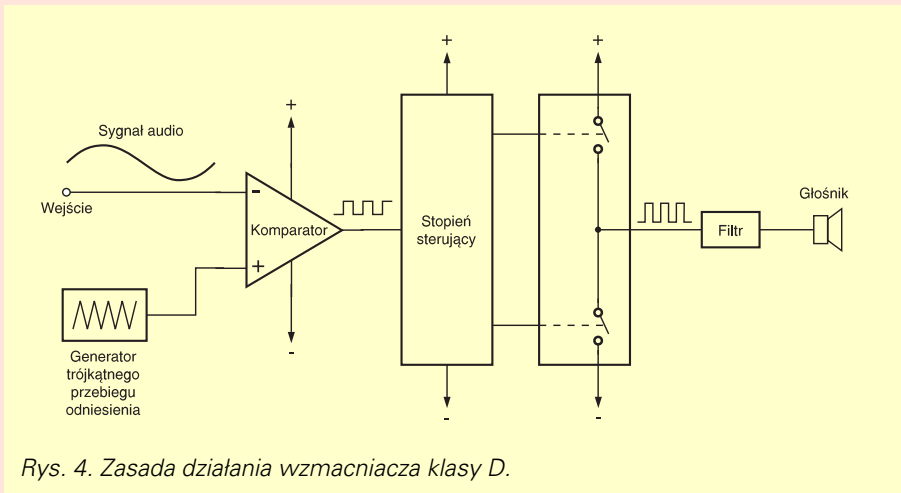 +
+
+
Sygnał audio
Wejście
-
Komparator
+
-
Generator
trójkątnego
przebiegu
odniesienia
Stopień
sterujący
-
-
Filtr
Głośnik
Rys. 4. Zasada działania wzmacniacza klasy D.